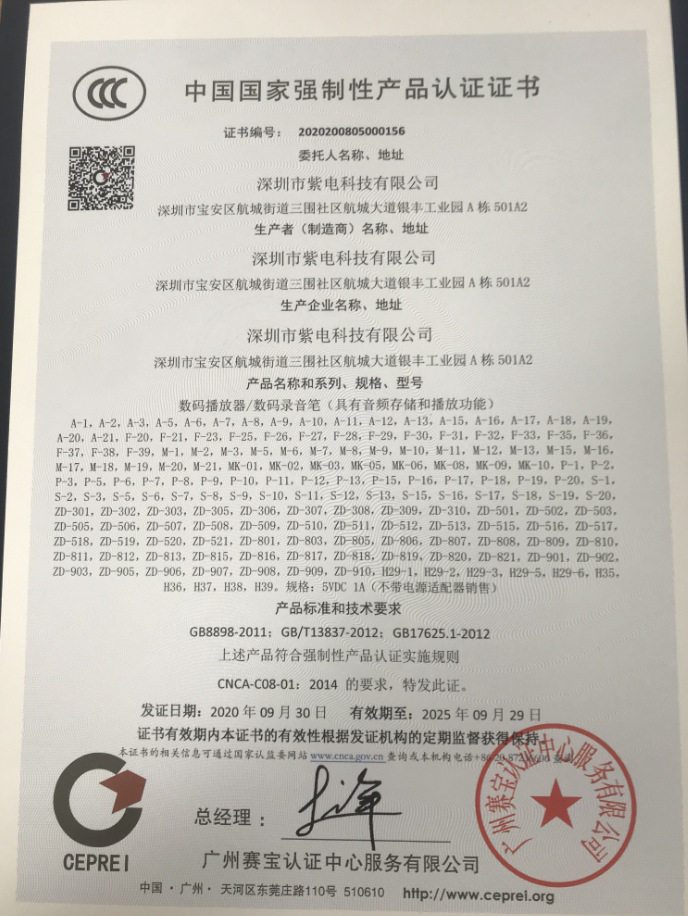 中国国家强制性产品认证证书
证书编号： 2020200805000156
委托人名称、地址
深圳市紫电科技有限公司
深圳市宝安区航城街道三围社区航城大道银丰工业园 A 栋 501A2
生产者（制造商）名称、地址
深圳市紫电科技有限公司
深圳市宝安区航城街道三围社区航城大道银丰工业园 A 栋 501A2
生产企业名称、地址
深圳市紫电科技有限公司
深圳市宝安区航城街道三围社区航城大道银丰工业园 A 栋 501A2
产品名称和系列、规格、型号
数码播放器/数码录音笔（具有音频存储和播放功能）
A-1，A-2，A-3，A-5，A-6，A-7，A-8，A-9，A-10，A-11，A-12，A-13，A-15，A-16，A-17，A-18，A-19，
A-20，A-21，F-20，F-21，F-23，F-25，F-26，F-27，F-28，F-29，F-30，F-31，F-32，F-33，F-35，F-36，
F-37，F-38，F-39，M-1，M-2，M-3，M-5，M-6，M-7，M-8，M-9，M-10，M-11，M-12，M-13，M-15，M-16，
M-17，M-18，M-19，M-20，M-21，MK-01，MK-02，MK-03，MK-05，MK-06，MK-08，MK-09，MK-10，P-1，P-2，
P-3，P-5，P-6，P-7，P-8，P-9，P-10，P-11，P-12，P-13，P-15，P-16，P-17，P-18，P-19，P-20，S-1，
S-2，S-3，S-5，S-6，S-7，S-8，S-9，S-10，S-11，S-12，S-13，S-15，S-16，S-17，S-18，S-19，S-20，
ZD-301，ZD-302，ZD-303，ZD-305，ZD-306，ZD-307，ZD-308，ZD-309，ZD-310，ZD-501，ZD-502，ZD-503，
ZD-505，ZD-506，ZD-507，ZD-508，ZD-509，ZD-510，ZD-511，ZD-512，ZD-513，ZD-515，ZD-516，ZD-517，
ZD-518，ZD-519，ZD-520，ZD-521，ZD-801，ZD-803，ZD-805，ZD-806，ZD-807，ZD-808，ZD-809，ZD-810，
ZD-811，ZD-812，ZD-813，ZD-815，ZD-816，ZD-817，ZD-818，ZD-819，ZD-820，ZD-821，ZD-901，ZD-902，
ZD-903，ZD-905，ZD-906，ZD-907，ZD-908，ZD-909，ZD-910，H29-1，H29-2，H29-3，H29-5，H29-6，H35，
H36，H37，H38，H39。规格：5VDC 1A（不带电源适配器销售）
产品标准和技术要求
GB8898-2011；GB/T13837-2012；GB17625.1-2012
上述产品符合强制性产品认证实施规则
CNCA-C08-01：2014 的要求，特发此证。
发证日期：2020 年 09 月 30 日 有效期至：2025 年 09 月 29 日
证书有效期内本证书的有效性根据发证机构的定期监督获得保持
本证书的相关信息可通过国家认监委网站 www.cnca.gov.cn 查询或本机构电话+86 20
总经理：
CEPREI
广州赛宝认证中心服务有限公司
广州赛宝认证中心服务有限公司
中国·广州· 天河区东莞庄路110号 510610 http://www.ceprei.org